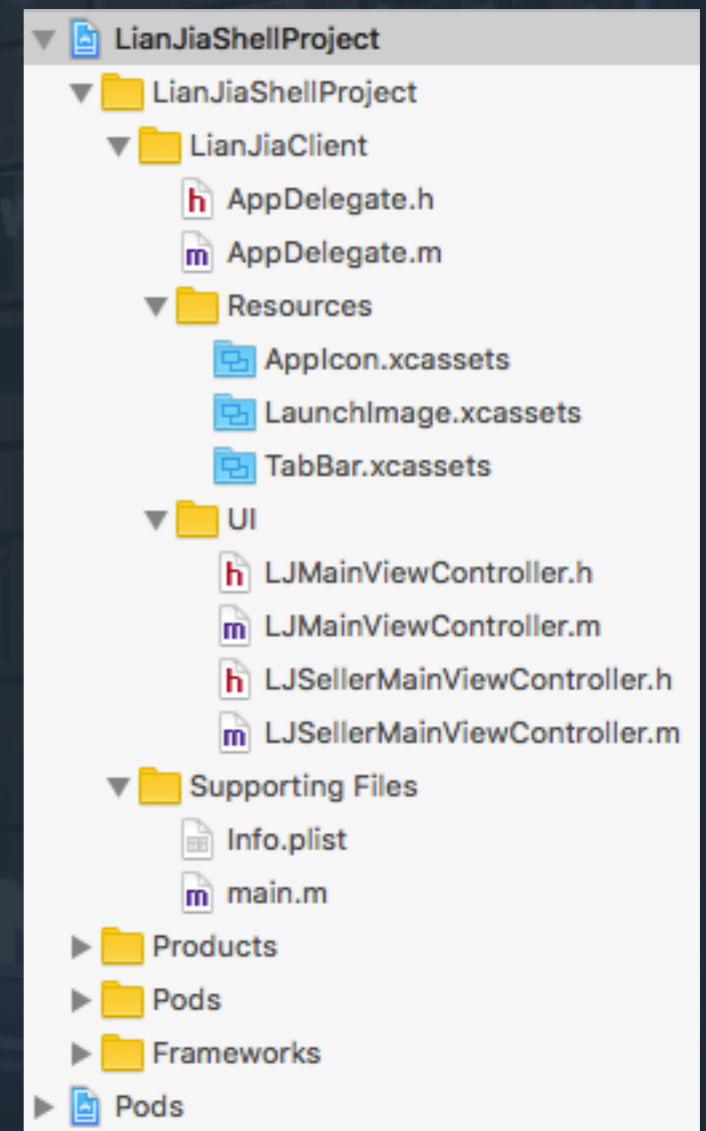 LianJiaShellProject
LianJiaShellProject
LianJiaClient
h AppDelegate.h
m AppDelegate.m
Resources
AppIcon.xcassets
LaunchImage.xcassets
TabBar.xcassets
UI
h LJMainViewController.h
m LJMainViewController.m
h LJSellerMainViewController.h
m LJSellerMainViewController.m
Supporting Files
Info.plist
m main.m
Products
Pods
Frameworks
Pods